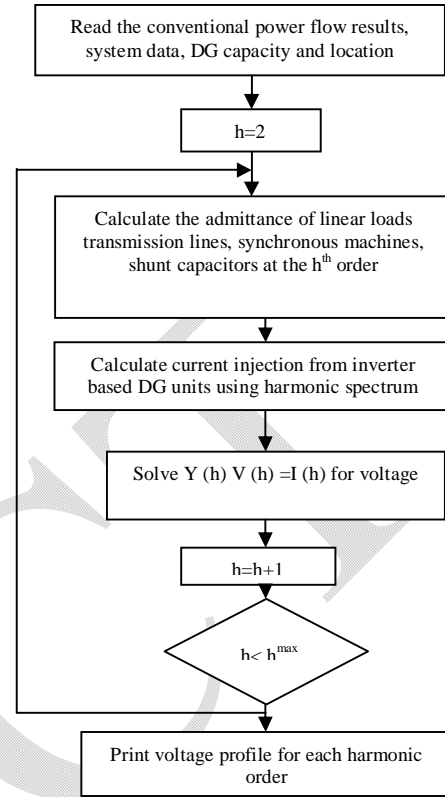 Read the conventional power flow results,
system data, DG capacity and location
h=2
Calculate the admittance of linear loads
transmission lines, synchronous machines,
shunt capacitors at the hth order
Calculate current injection from inverter
based DG units using harmonic spectrum
Solve Y (h) V (h) =I (h) for voltage
h=h+1
h< hmax
Print voltage profile for each harmonic
order